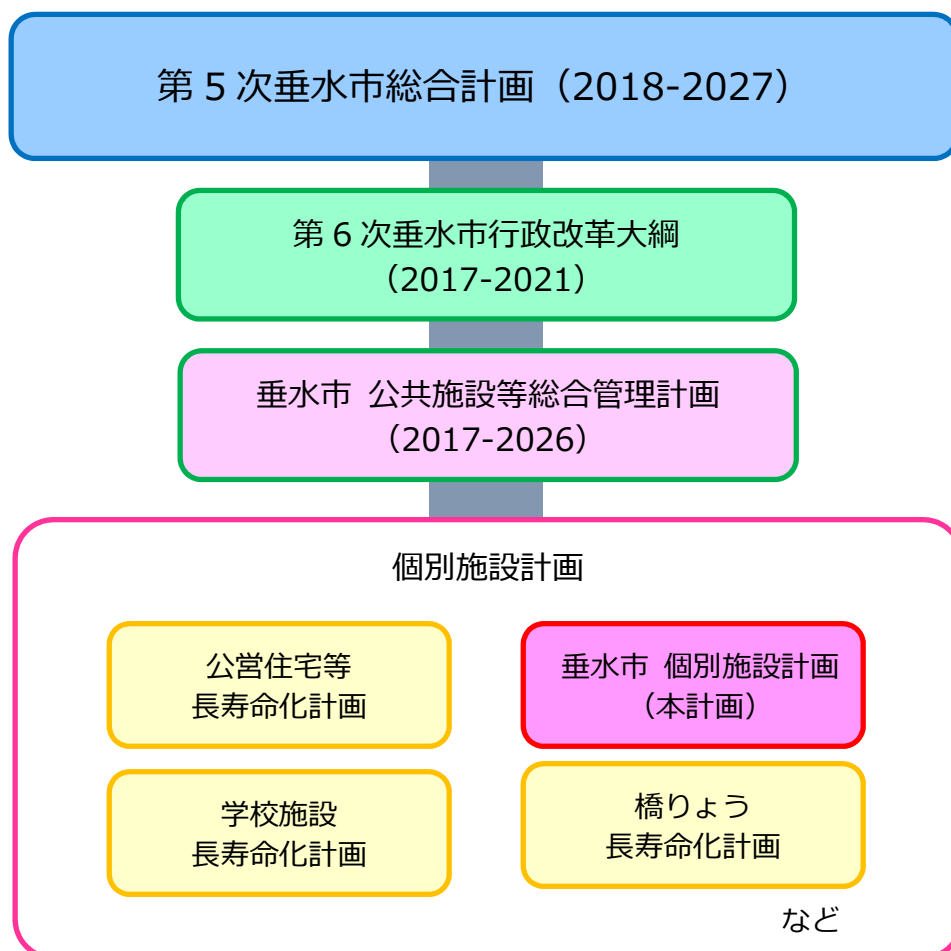 第5次垂水市総合計画（2018-2027）
第6次垂水市行政改革大綱
（2017-2021）
垂水市 公共施設等総合管理計画
（2017-2026）
個別施設計画
公営住宅等
長寿命化計画
垂水市 個別施設計画
（本計画）
学校施設
長寿命化計画
橋りょう
長寿命化計画
など